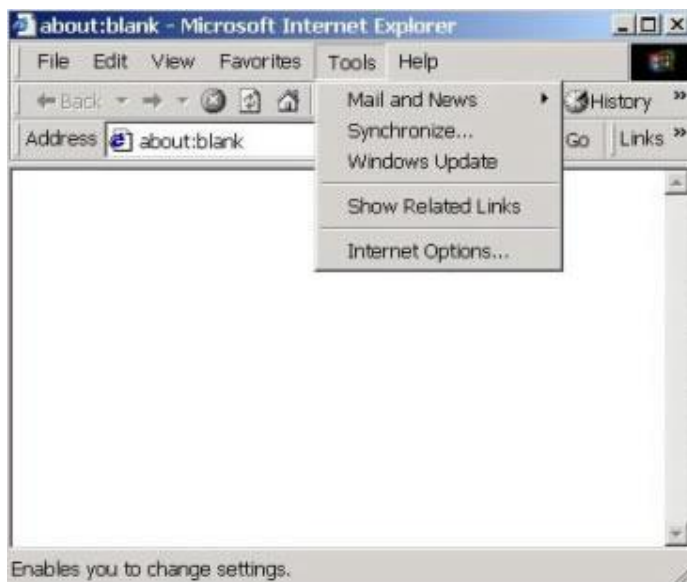 about:blank - Microsoft Internet Explorer
File Edit View Favorites Tools Help
Back History »
Address about:blank Go Links »
Mail and News
Synchronize...
Windows Update
Show Related Links
Internet Options...
Enables you to change settings.